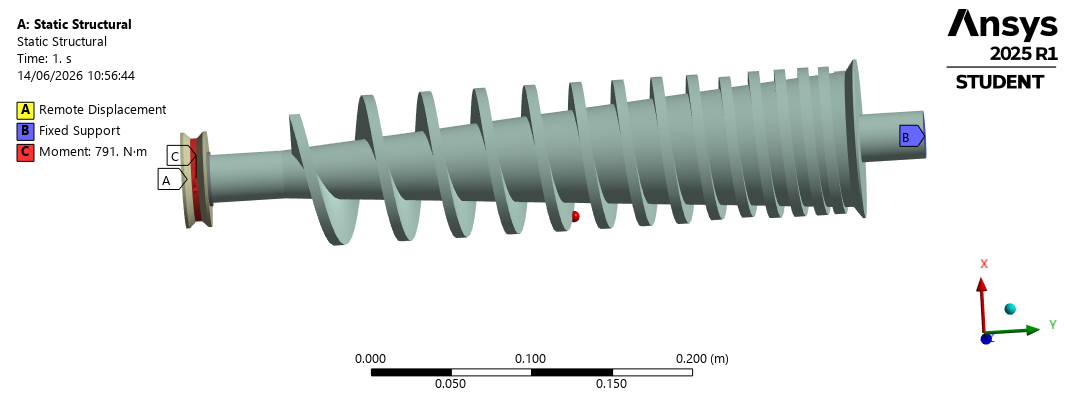 A: Static Structural
Static Structural
Time: 1. s
14/06/2026 10:56:44
A Remote Displacement
B Fixed Support
C Moment: 791. N·m
Ansys
2025 R1
STUDENT
C
A
B
X
Y
0.000 0.100 0.200 (m)
0.050 0.150